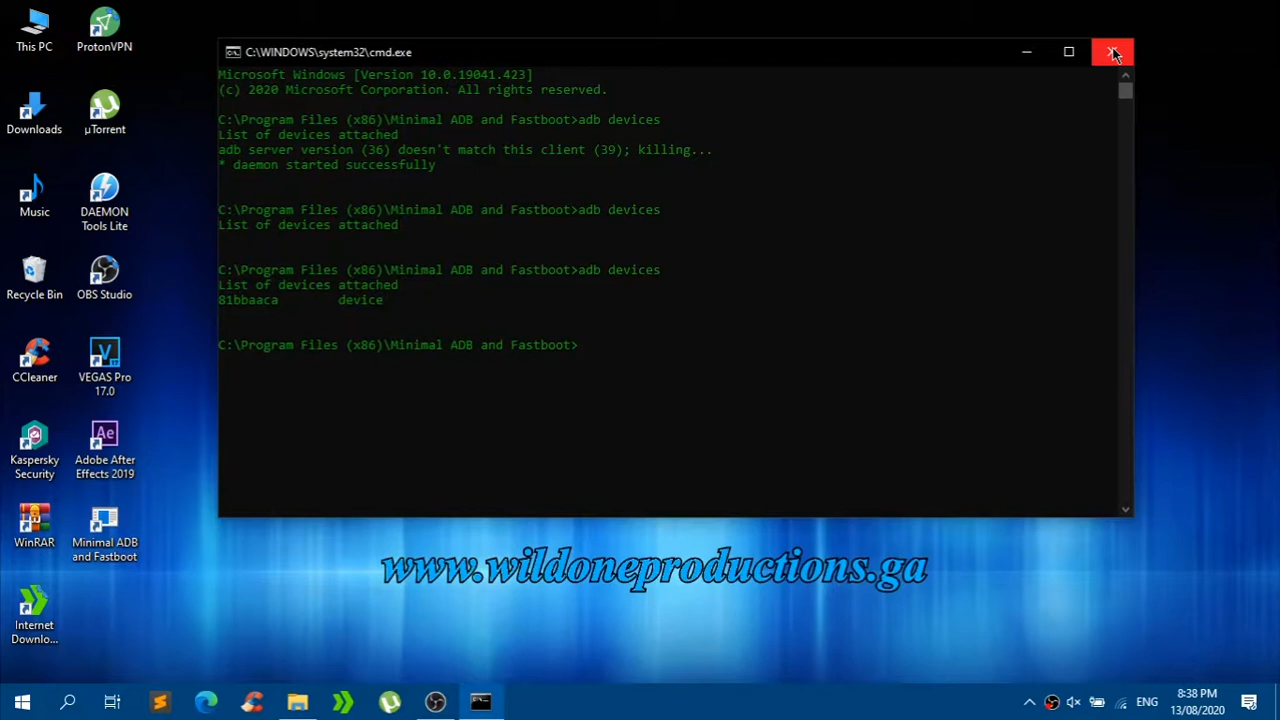 This PC
ProtonVPN
Downloads
µTorrent
Music
DAEMON
Tools Lite
Recycle Bin
OBS Studio
CCleaner
VEGAS Pro
17.0
Kaspersky
Security
Adobe After
Effects 2019
WinRAR
Minimal ADB
and Fastboot
Internet
Downlo...
C:\WINDOWS\system32\cmd.exe
Microsoft Windows [Version 10.0.19041.423]
(c) 2020 Microsoft Corporation. All rights reserved.
C:\Program Files (x86)\Minimal ADB and Fastboot>adb devices
List of devices attached
adb server version (36) doesn't match this client (39); killing...
* daemon started successfully
C:\Program Files (x86)\Minimal ADB and Fastboot>adb devices
List of devices attached
C:\Program Files (x86)\Minimal ADB and Fastboot>adb devices
List of devices attached
81bbaaca        device
C:\Program Files (x86)\Minimal ADB and Fastboot>
www.wildoneproductions.ga
ENG
8:38 PM
13/08/2020